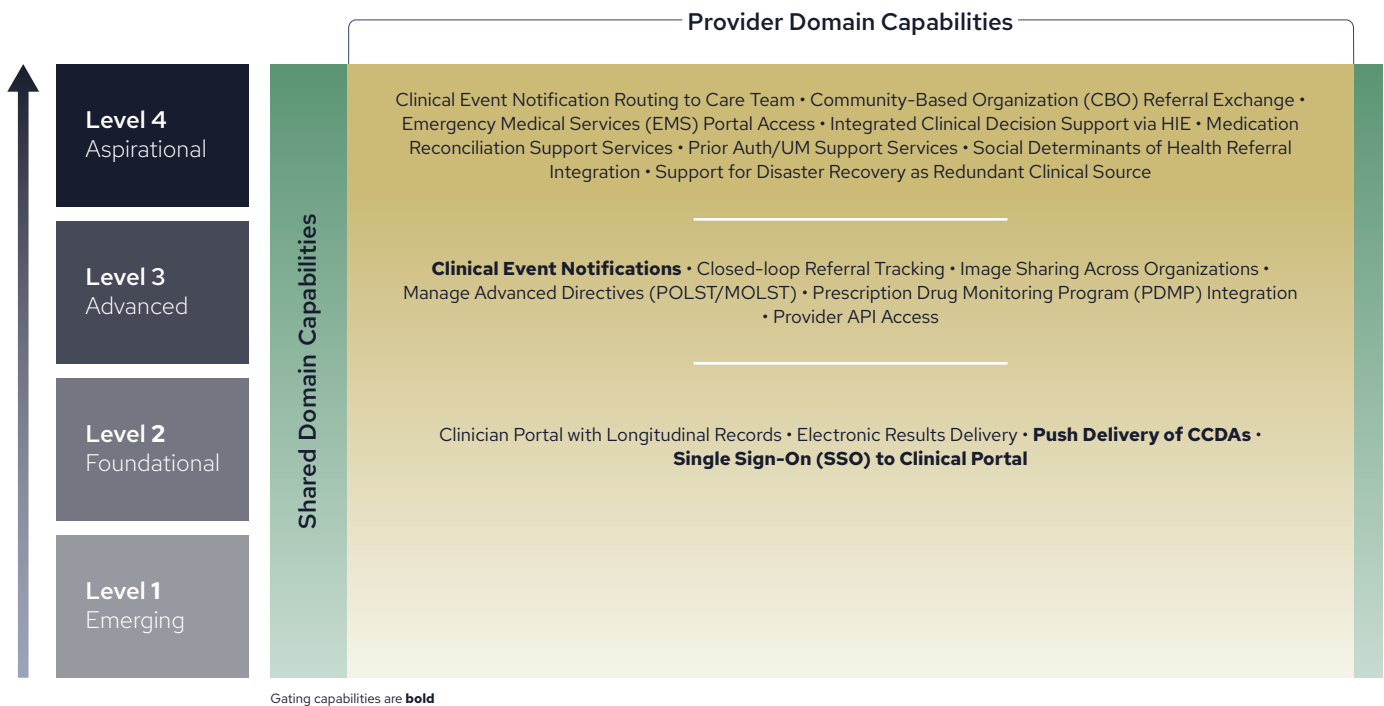 Provider Domain Capabilities
Level 4
Aspirational
Clinical Event Notification Routing to Care Team • Community-Based Organization (CBO) Referral Exchange •
Emergency Medical Services (EMS) Portal Access • Integrated Clinical Decision Support via HIE • Medication
Reconciliation Support Services • Prior Auth/UM Support Services • Social Determinants of Health Referral
Integration • Support for Disaster Recovery as Redundant Clinical Source
Level 3
Advanced
Clinical Event Notifications • Closed-loop Referral Tracking • Image Sharing Across Organizations •
Manage Advanced Directives (POLST/MOLST) • Prescription Drug Monitoring Program (PDMP) Integration
• Provider API Access
Level 2
Foundational
Clinician Portal with Longitudinal Records • Electronic Results Delivery • Push Delivery of CCDAs •
Single Sign-On (SSO) to Clinical Portal
Level 1
Emerging
Shared Domain Capabilities
Gating capabilities are bold